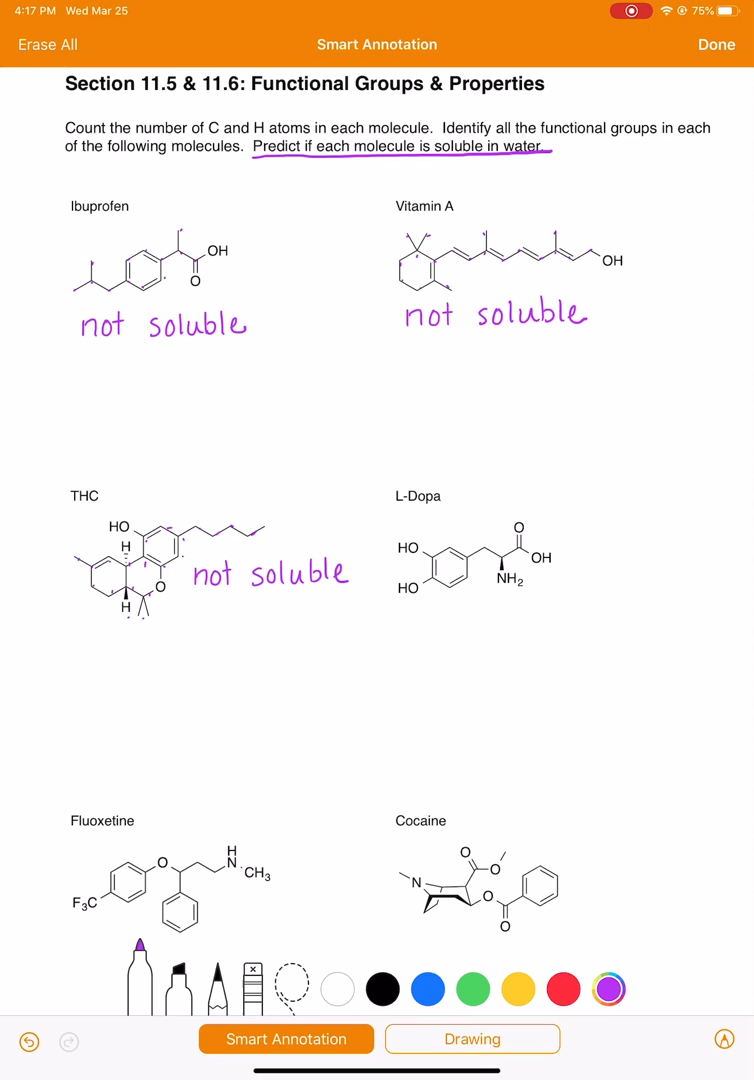 4:17 PM Wed Mar 25 75%
Erase All Smart Annotation Done
Section 11.5 & 11.6: Functional Groups & Properties
Count the number of C and H atoms in each molecule. Identify all the functional groups in each
of the following molecules. Predict if each molecule is soluble in water.
Ibuprofen Vitamin A
OH
O
OH
not soluble not soluble
THC L-Dopa
HO
H
O
H
not soluble
O
HO
OH
HO
NH2
Fluoxetine Cocaine
O
H
N
CH3
F3C
O
O
N
O
O
Smart Annotation Drawing